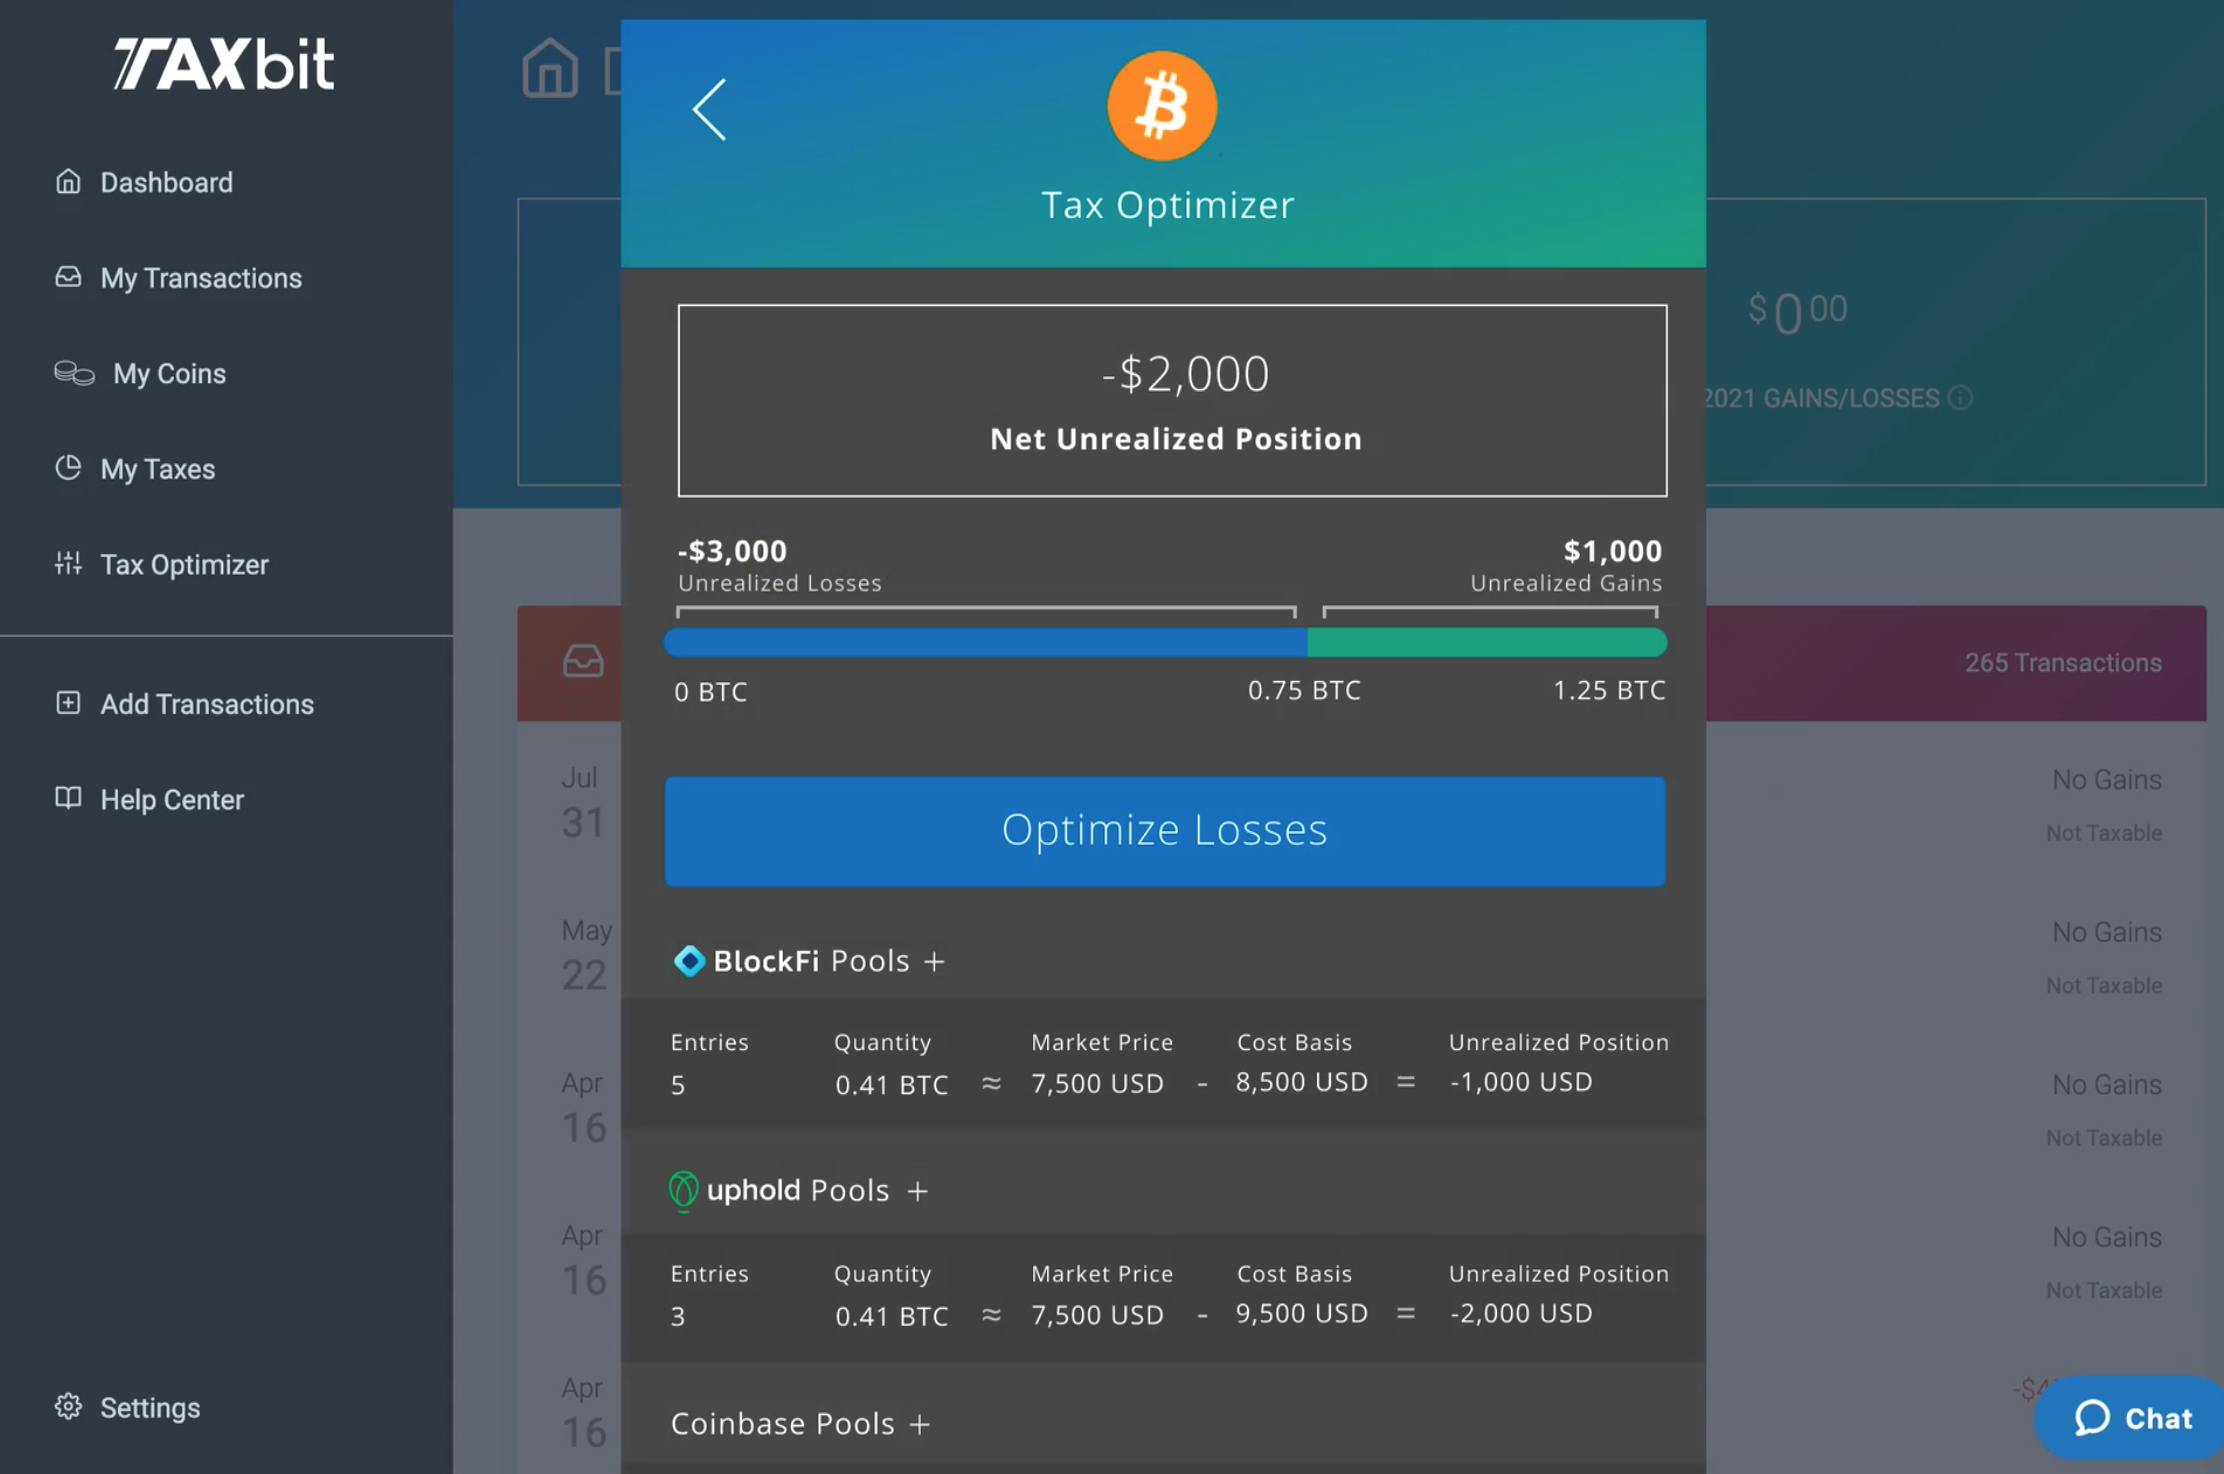 TAXbit
Dashboard
My Transactions
My Coins
My Taxes
Tax Optimizer
Add Transactions
Help Center
Settings
Tax Optimizer
-$2,000
Net Unrealized Position
-$3,000
Unrealized Losses
$1,000
Unrealized Gains
0 BTC
0.75 BTC
1.25 BTC
Optimize Losses
BlockFi Pools +
Entries Quantity Market Price Cost Basis Unrealized Position
5 0.41 BTC ≈ 7,500 USD - 8,500 USD = -1,000 USD
uphold Pools +
Entries Quantity Market Price Cost Basis Unrealized Position
3 0.41 BTC ≈ 7,500 USD - 9,500 USD = -2,000 USD
Coinbase Pools +
$0 00
2021 GAINS/LOSSES
265 Transactions
Jul
31
No Gains
Not Taxable
May
22
No Gains
Not Taxable
Apr
16
No Gains
Not Taxable
Apr
16
No Gains
Not Taxable
Apr
16
Chat